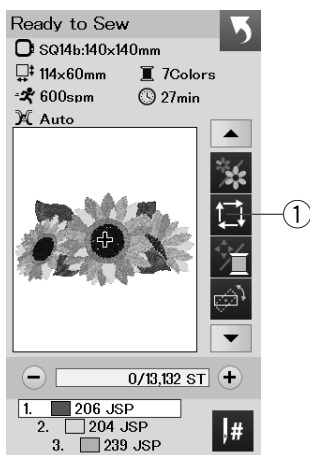 Ready to Sew
SQ14b:140x140mm
114x60mm 7Colors
600spm 27min
Auto
1
0/13,132 ST
1. 206 JSP
2. 204 JSP
3. 239 JSP
#